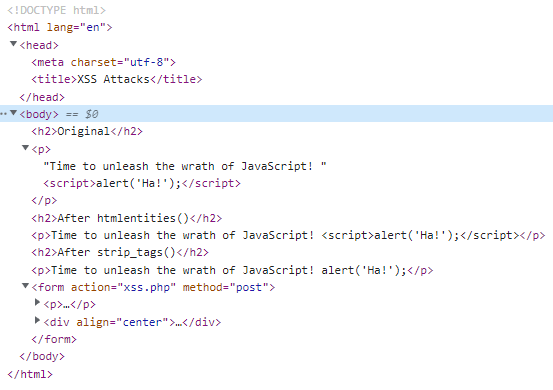 <!DOCTYPE html>
<html lang="en">
<head>
<meta charset="utf-8">
<title>XSS Attacks</title>
</head>
<body> == $0
<h2>Original</h2>
<p>
"Time to unleash the wrath of JavaScript! "
<script>alert('Ha!');</script>
</p>
<h2>After htmlentities()</h2>
<p>Time to unleash the wrath of JavaScript! <script>alert('Ha!');</script></p>
<h2>After strip_tags()</h2>
<p>Time to unleash the wrath of JavaScript! alert('Ha!');</p>
<form action="xss.php" method="post">
<p>…</p>
<div align="center">…</div>
</form>
</body>
</html>